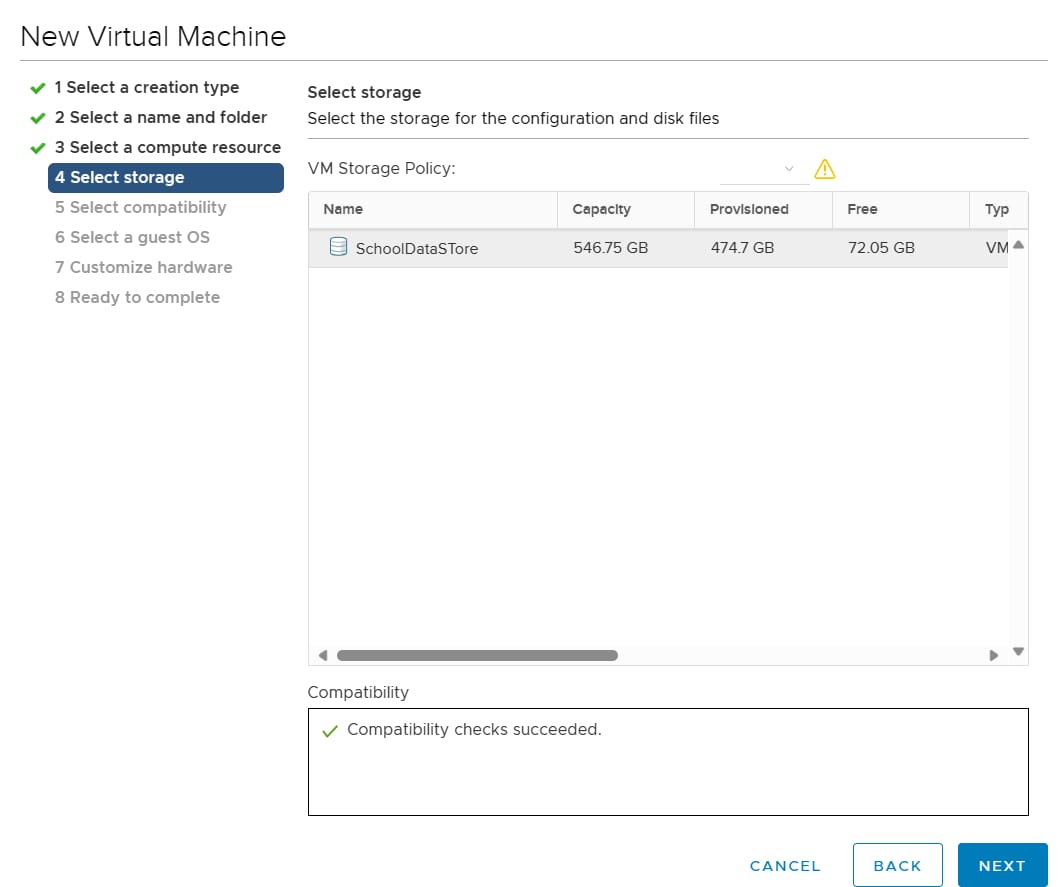 New Virtual Machine
1 Select a creation type
2 Select a name and folder
3 Select a compute resource
4 Select storage
5 Select compatibility
6 Select a guest OS
7 Customize hardware
8 Ready to complete
Select storage
Select the storage for the configuration and disk files
VM Storage Policy:
Name Capacity Provisioned Free Typ
SchoolDataSTore 546.75 GB 474.7 GB 72.05 GB VM
Compatibility
Compatibility checks succeeded.
CANCEL BACK NEXT